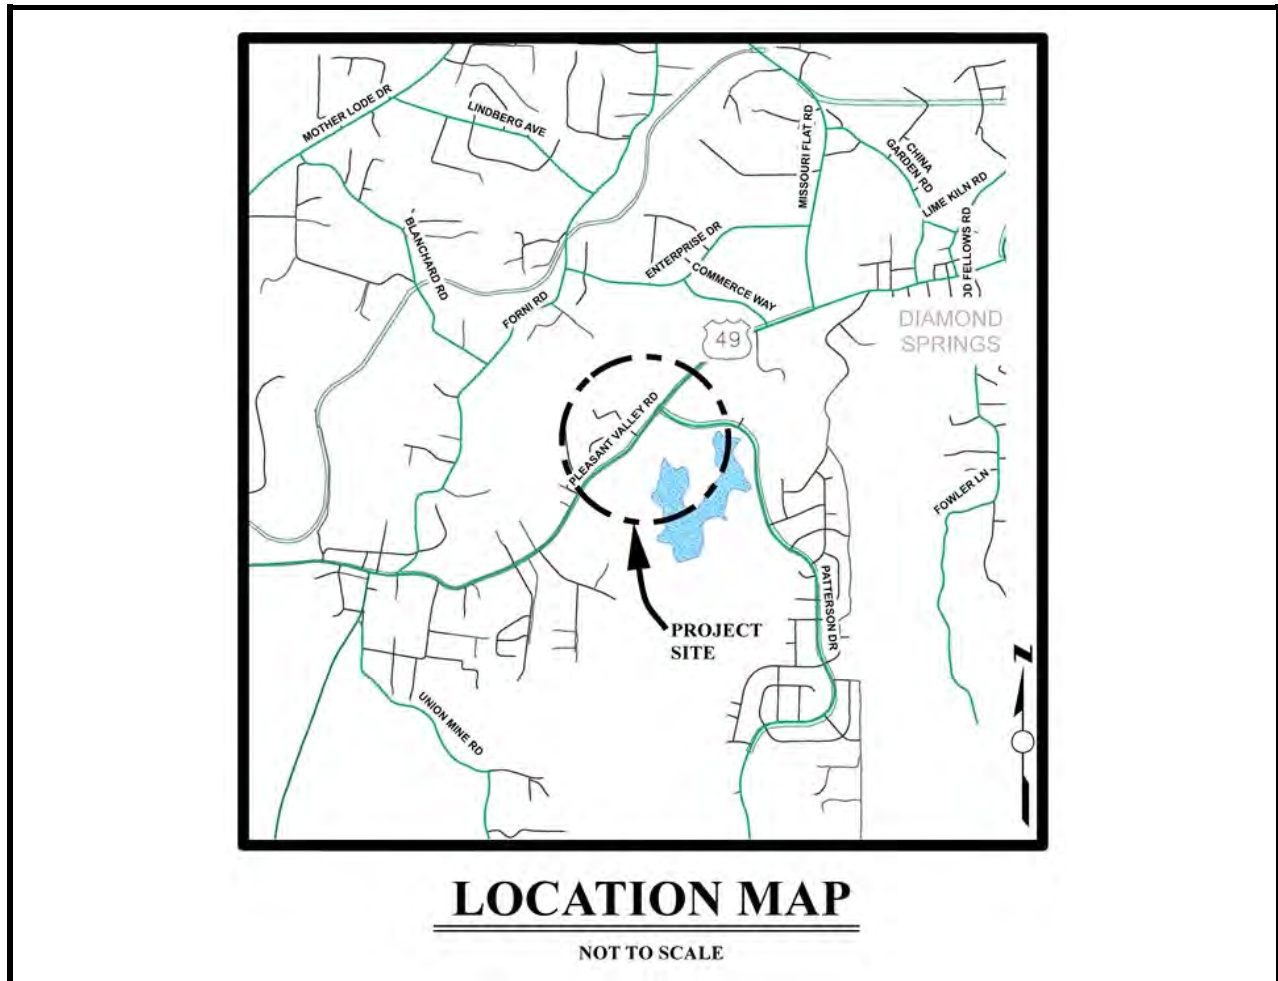 MOTHER LODE DR
LINDBERG AVE
MISSOURI FLAT RD
CHINA
GARDEN RD
LIME KILN RD
BLANCHARD RD
ENTERPRISE DR
OD FELLOWS RD
COMMERCE WAY
FORNI RD
49
DIAMOND
SPRINGS
PLEASANT VALLEY RD
FOWLER LN
PATTERSON DR
PROJECT
SITE
UNION MINE RD
N
LOCATION MAP
NOT TO SCALE